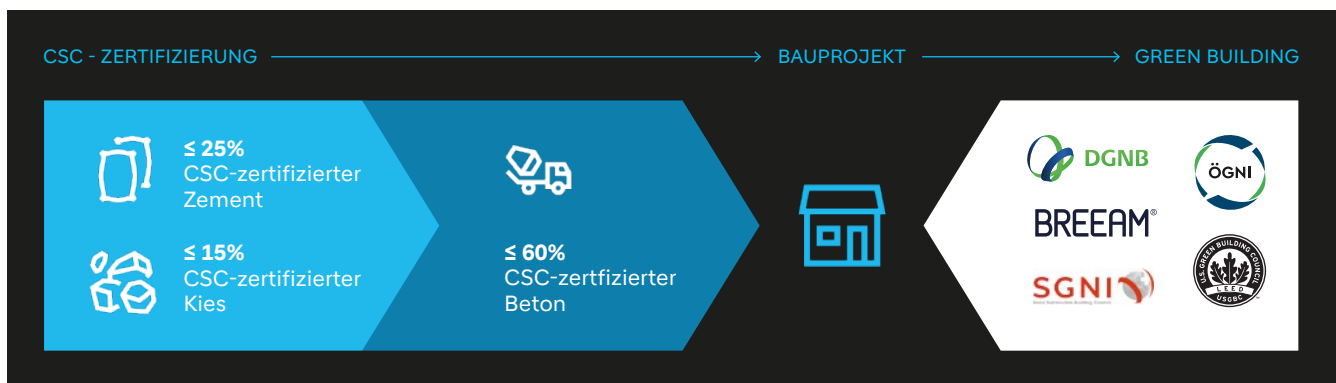 CSC - ZERTIFIZIERUNG
BAUPROJEKT
GREEN BUILDING
≤ 25%
CSC-zertifizierter
Zement
≤ 15%
CSC-zertifizierter
Kies
≤ 60%
CSC-zertfizierter
Beton
DGNB
ÖGNI
BREEAM®
SGNI
U.S. GREEN BUILDING COUNCIL
LEED
USGBC